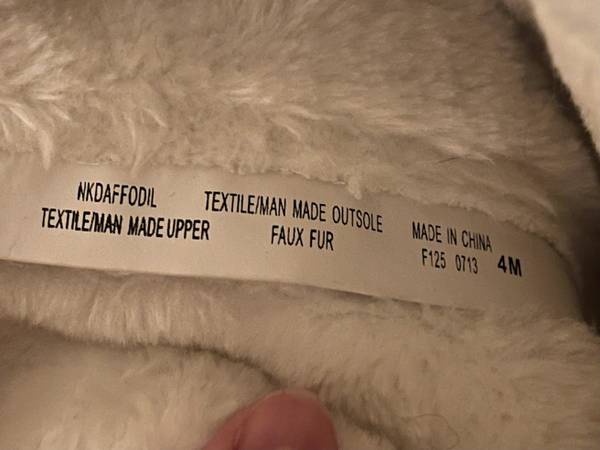 NKDAFFODIL
TEXTILE/MAN MADE UPPER
TEXTILE/MAN MADE OUTSOLE
FAUX FUR
MADE IN CHINA
F125 0713 4M